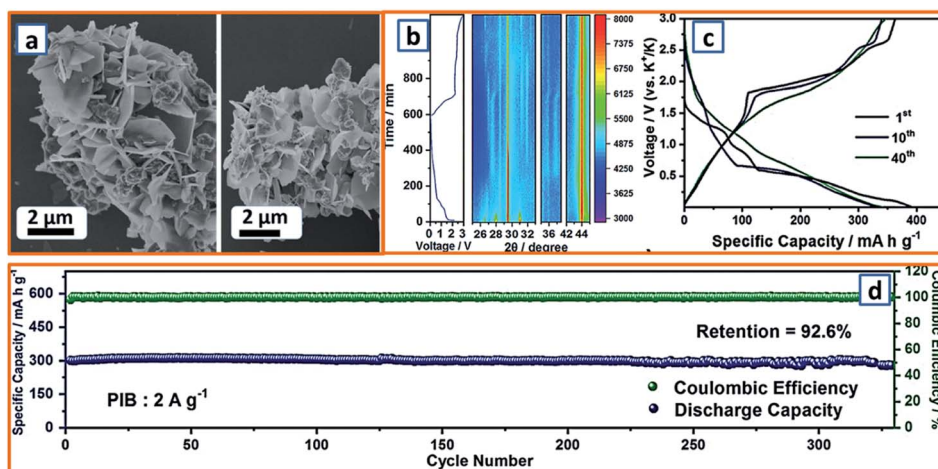 a
2 μm
2 μm
b
Time / min
800
600
400
200
0
0 1 2 3
Voltage / V
26 28 30 32
36 38
42 44
2θ / degree
8000
7375
6750
6125
5500
4875
4250
3625
3000
c
Voltage / V (vs. K⁺/K)
3.0
2.5
2.0
1.5
1.0
0.5
0 100 200 300 400
Specific Capacity / mA h g⁻¹
1ˢᵗ
10ᵗʰ
40ᵗʰ
d
Specific Capacity / mA h g⁻¹
600
450
300
150
0
120
100
80
60
40
20
0
Coulombic Efficiency / %
Retention = 92.6%
PIB : 2 A g⁻¹
Coulombic Efficiency
Discharge Capacity
0 50 100 150 200 250 300
Cycle Number